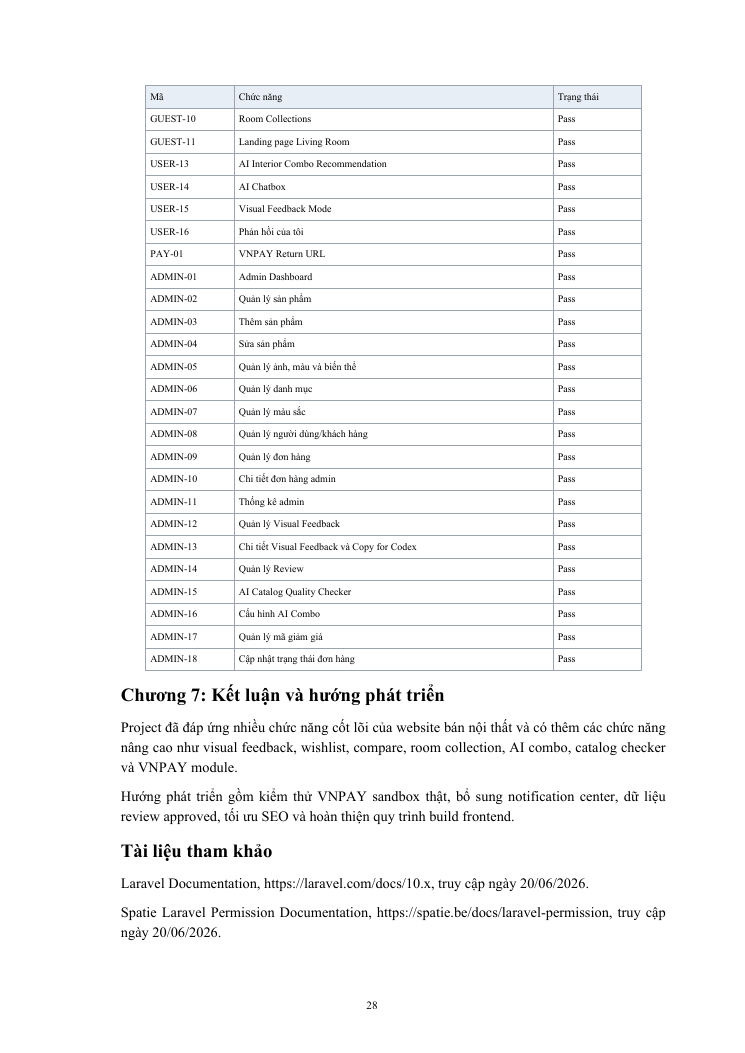 Mã Chức năng Trạng thái
GUEST-10 Room Collections Pass
GUEST-11 Landing page Living Room Pass
USER-13 AI Interior Combo Recommendation Pass
USER-14 AI Chatbox Pass
USER-15 Visual Feedback Mode Pass
USER-16 Phản hồi của tôi Pass
PAY-01 VNPAY Return URL Pass
ADMIN-01 Admin Dashboard Pass
ADMIN-02 Quản lý sản phẩm Pass
ADMIN-03 Thêm sản phẩm Pass
ADMIN-04 Sửa sản phẩm Pass
ADMIN-05 Quản lý ảnh, màu và biến thể Pass
ADMIN-06 Quản lý danh mục Pass
ADMIN-07 Quản lý màu sắc Pass
ADMIN-08 Quản lý người dùng/khách hàng Pass
ADMIN-09 Quản lý đơn hàng Pass
ADMIN-10 Chi tiết đơn hàng admin Pass
ADMIN-11 Thống kê admin Pass
ADMIN-12 Quản lý Visual Feedback Pass
ADMIN-13 Chi tiết Visual Feedback và Copy for Codex Pass
ADMIN-14 Quản lý Review Pass
ADMIN-15 AI Catalog Quality Checker Pass
ADMIN-16 Cấu hình AI Combo Pass
ADMIN-17 Quản lý mã giảm giá Pass
ADMIN-18 Cập nhật trạng thái đơn hàng Pass
Chương 7: Kết luận và hướng phát triển
Project đã đáp ứng nhiều chức năng cốt lõi của website bán nội thất và có thêm các chức năng
nâng cao như visual feedback, wishlist, compare, room collection, AI combo, catalog checker
và VNPAY module.
Hướng phát triển gồm kiểm thử VNPAY sandbox thật, bổ sung notification center, dữ liệu
review approved, tối ưu SEO và hoàn thiện quy trình build frontend.
Tài liệu tham khảo
Laravel Documentation, https://laravel.com/docs/10.x, truy cập ngày 20/06/2026.
Spatie Laravel Permission Documentation, https://spatie.be/docs/laravel-permission, truy cập
ngày 20/06/2026.
28